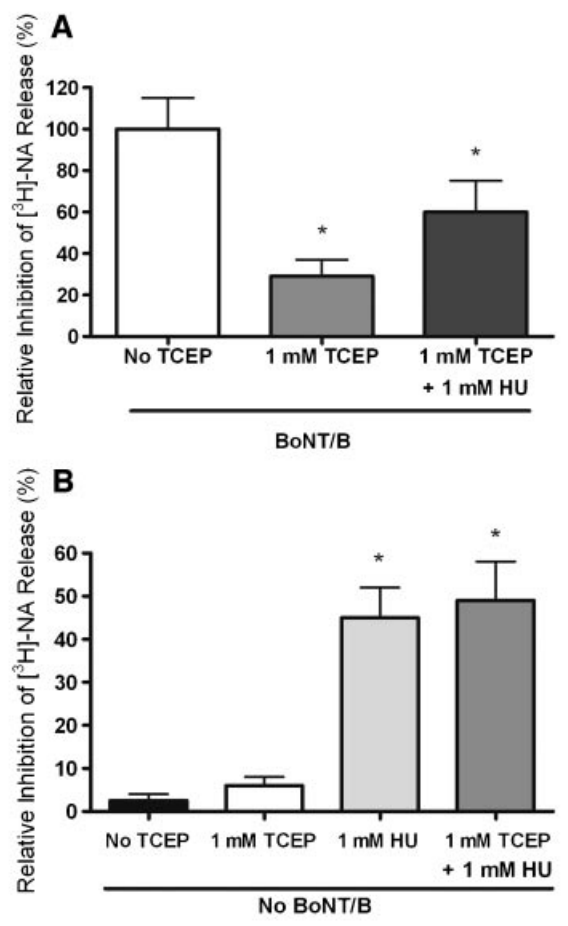 A
Relative Inhibition of [³H]-NA Release (%)
120
100
80
60
40
20
0
*
*
No TCEP
1 mM TCEP
1 mM TCEP
+ 1 mM HU
BoNT/B
B
Relative Inhibition of [³H]-NA Release (%)
60
50
40
30
20
10
0
*
*
No TCEP
1 mM TCEP
1 mM HU
1 mM TCEP
+ 1 mM HU
No BoNT/B